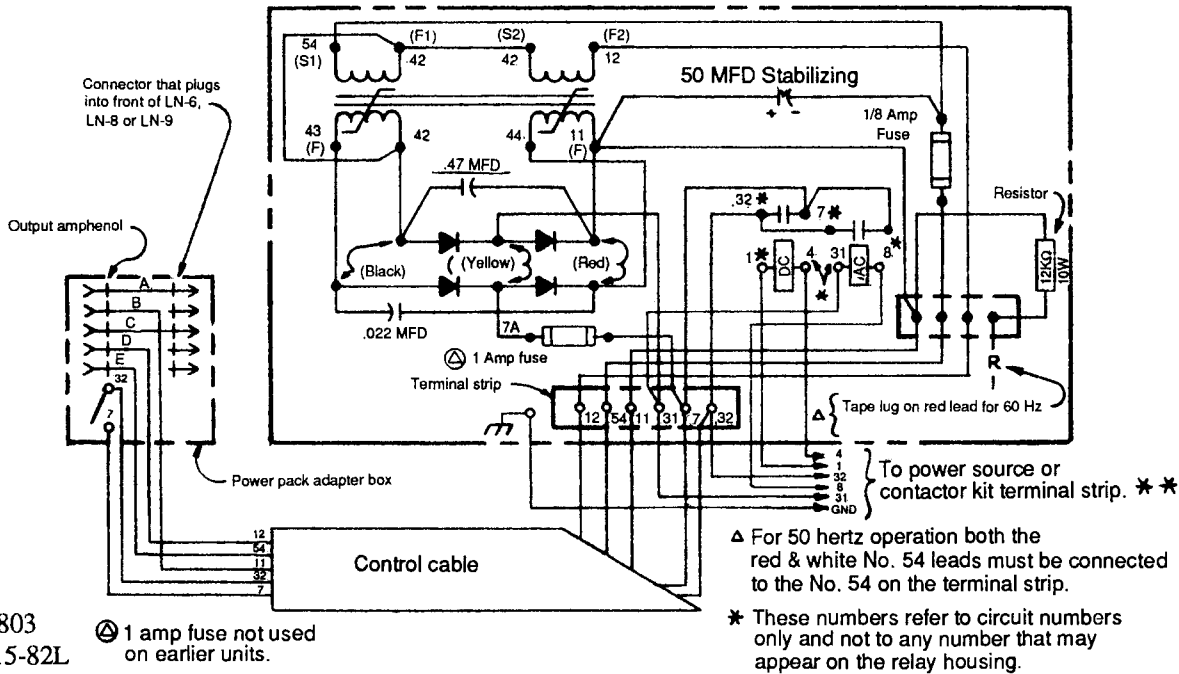 54
(S1)
(F1)
42
(S2)
42
(F2)
12
Connector that plugs
into front of LN-6,
LN-8 or LN-9
50 MFD Stabilizing
+ -
1/8 Amp
Fuse
43
(F)
42
44
11
(F)
.47 MFD
Resistor
.32 *
7 *
Output amphenol
(Black)
(Yellow)
(Red)
1 *
DC
4
*
31
AC
8 *
12KΩ
10W
A
B
C
D
E
32
7
.022 MFD
7A
△ 1 Amp fuse
Terminal strip
R
12
54
11
31
7
32
△ { Tape lug on red lead for 60 Hz
Power pack adapter box
4
1
32
8
31
GND
To power source or
contactor kit terminal strip. * *
12
54
11
32
7
Control cable
△ For 50 hertz operation both the
red & white No. 54 leads must be connected
to the No. 54 on the terminal strip.
* These numbers refer to circuit numbers
only and not to any number that may
appear on the relay housing.
803
5-82L
△ 1 amp fuse not used
on earlier units.